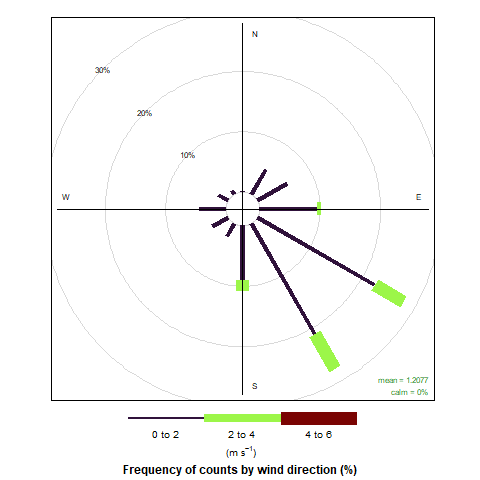 N
30%
20%
10%
W
E
S
mean = 1.2077
calm = 0%
0 to 2
2 to 4
4 to 6
(m s⁻¹)
Frequency of counts by wind direction (%)